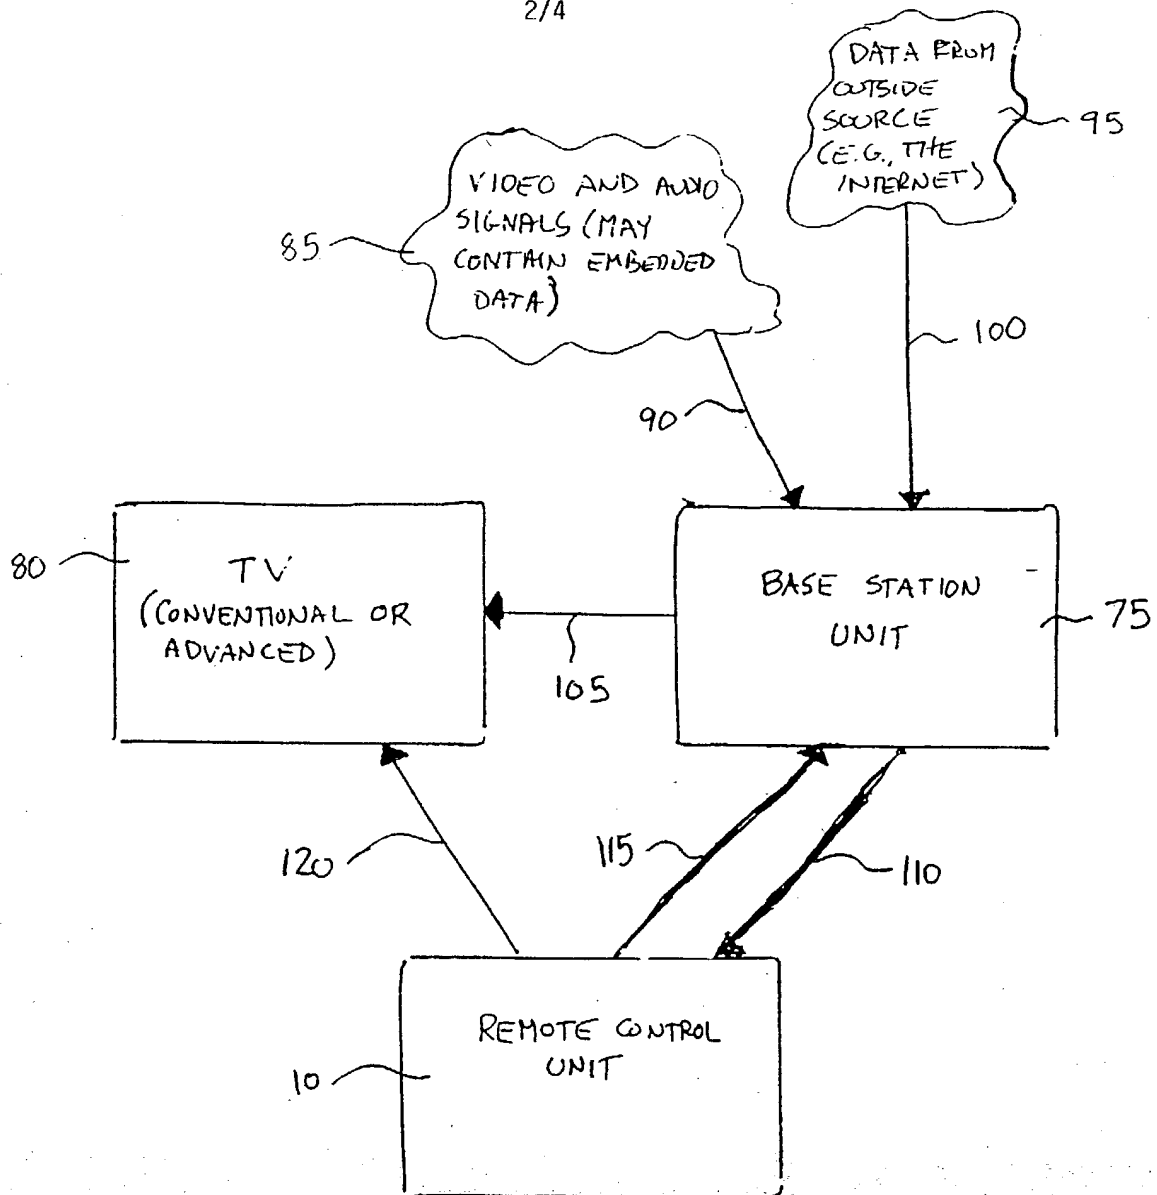 2/4
DATA FROM
OUTSIDE
SOURCE
(E.G., THE
INTERNET)
95
VIDEO AND AUDIO
SIGNALS (MAY
CONTAIN EMBEDDED
DATA)
85
100
90
80
TV
(CONVENTIONAL OR
ADVANCED)
BASE STATION
UNIT
75
105
120
115
110
REMOTE CONTROL
UNIT
10